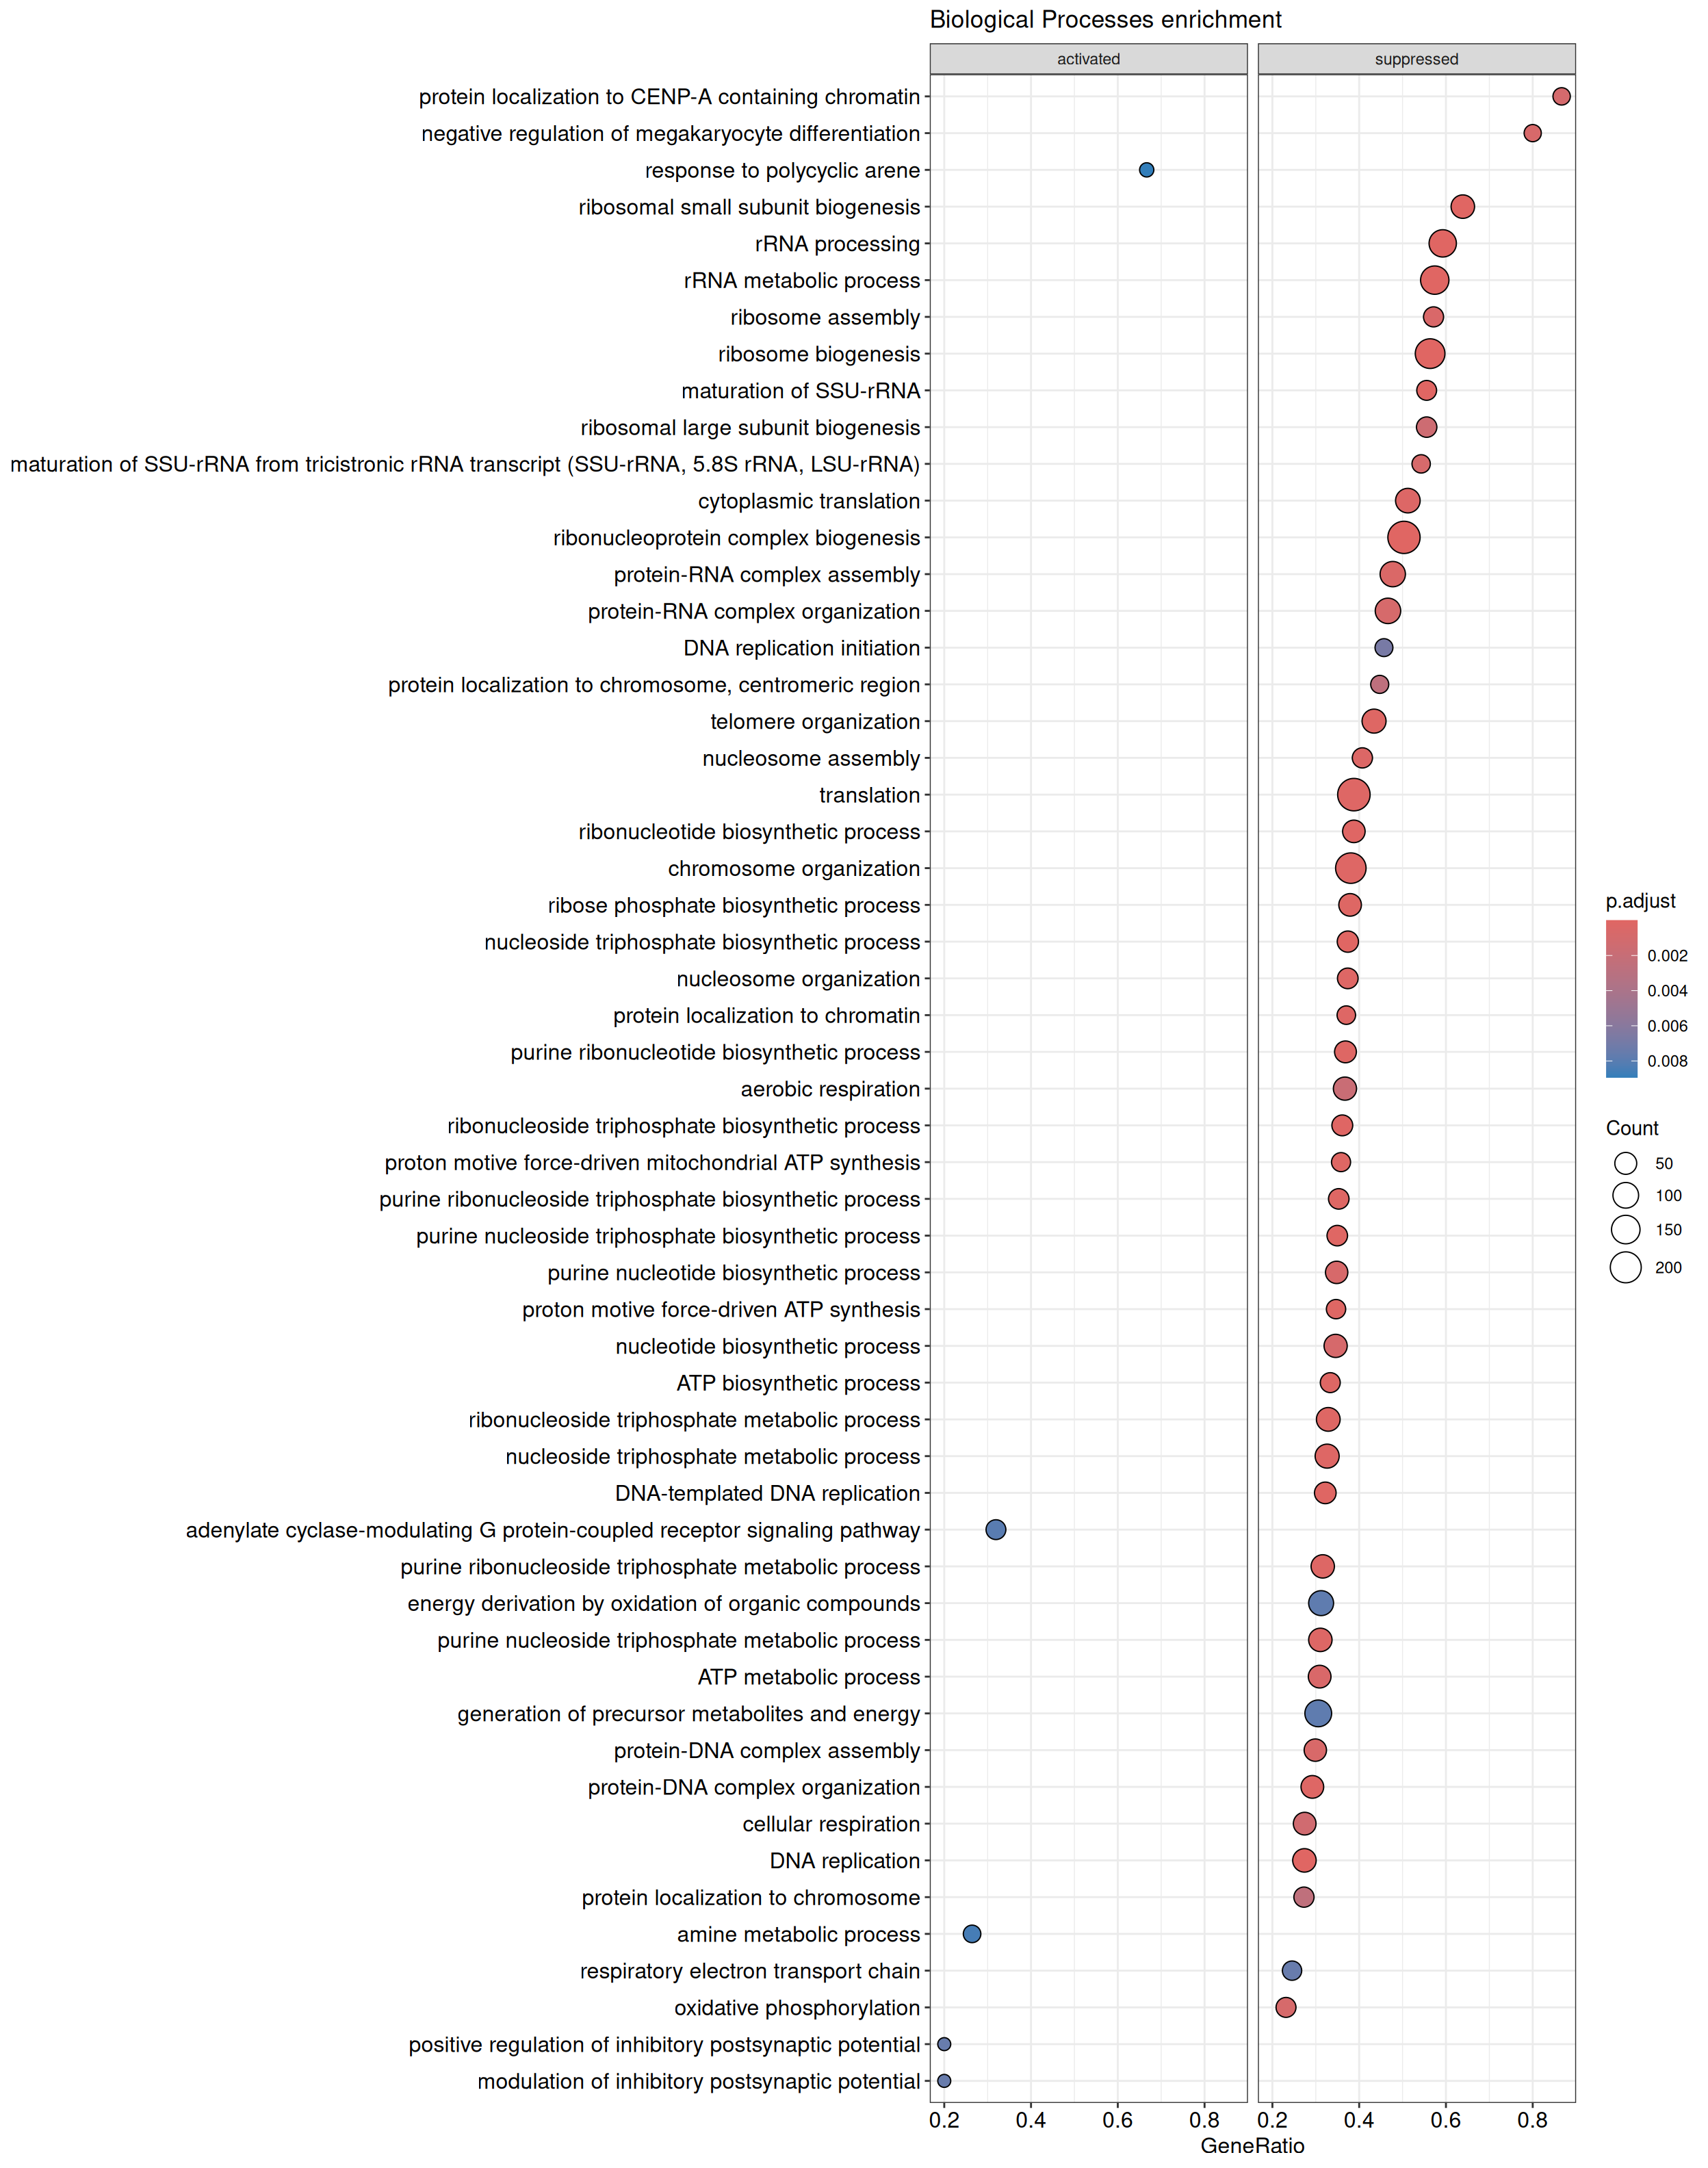 Biological Processes enrichment
activated
suppressed
protein localization to CENP-A containing chromatin
negative regulation of megakaryocyte differentiation
response to polycyclic arene
ribosomal small subunit biogenesis
rRNA processing
rRNA metabolic process
ribosome assembly
ribosome biogenesis
maturation of SSU-rRNA
ribosomal large subunit biogenesis
maturation of SSU-rRNA from tricistronic rRNA transcript (SSU-rRNA, 5.8S rRNA, LSU-rRNA)
cytoplasmic translation
ribonucleoprotein complex biogenesis
protein-RNA complex assembly
protein-RNA complex organization
DNA replication initiation
protein localization to chromosome, centromeric region
telomere organization
nucleosome assembly
translation
ribonucleotide biosynthetic process
chromosome organization
ribose phosphate biosynthetic process
nucleoside triphosphate biosynthetic process
nucleosome organization
protein localization to chromatin
purine ribonucleotide biosynthetic process
aerobic respiration
ribonucleoside triphosphate biosynthetic process
proton motive force-driven mitochondrial ATP synthesis
purine ribonucleoside triphosphate biosynthetic process
purine nucleoside triphosphate biosynthetic process
purine nucleotide biosynthetic process
proton motive force-driven ATP synthesis
nucleotide biosynthetic process
ATP biosynthetic process
ribonucleoside triphosphate metabolic process
nucleoside triphosphate metabolic process
DNA-templated DNA replication
adenylate cyclase-modulating G protein-coupled receptor signaling pathway
purine ribonucleoside triphosphate metabolic process
energy derivation by oxidation of organic compounds
purine nucleoside triphosphate metabolic process
ATP metabolic process
generation of precursor metabolites and energy
protein-DNA complex assembly
protein-DNA complex organization
cellular respiration
DNA replication
protein localization to chromosome
amine metabolic process
respiratory electron transport chain
oxidative phosphorylation
positive regulation of inhibitory postsynaptic potential
modulation of inhibitory postsynaptic potential
0.2 0.4 0.6 0.8
0.2 0.4 0.6 0.8
GeneRatio
p.adjust
0.002
0.004
0.006
0.008
Count
50
100
150
200